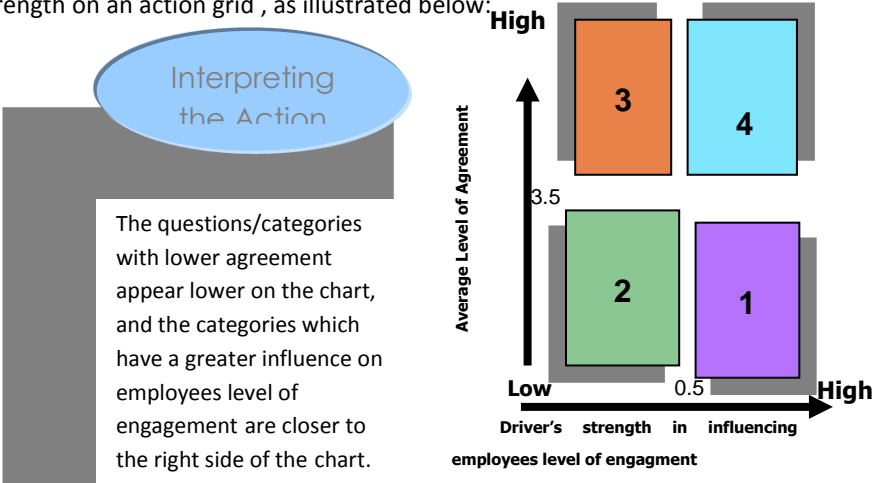 rength on an action grid , as illustrated below:
Interpreting
the Action
The questions/categories
with lower agreement
appear lower on the chart,
and the categories which
have a greater influence on
employees level of
engagement are closer to
the right side of the chart.
High
3
4
Average Level of Agreement
3.5
2
1
Low
0.5
High
Driver's strength in influencing
employees level of engagment